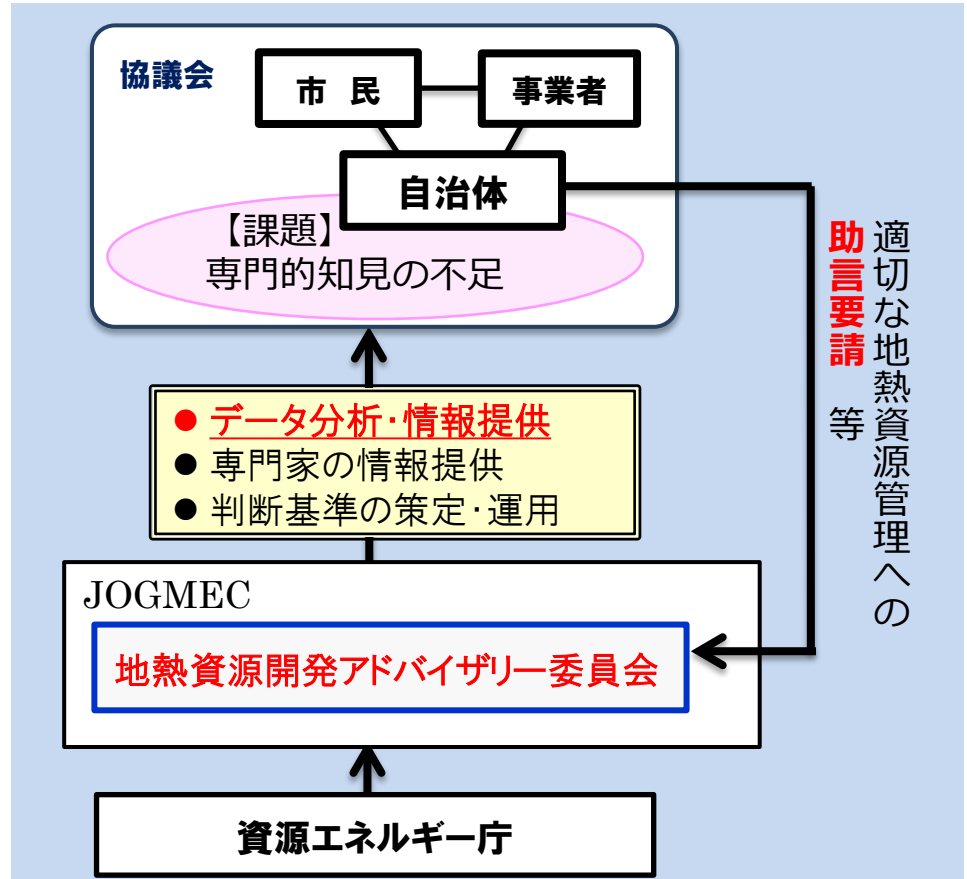 協議会
市 民
事業者
自治体
【課題】
専門的知見の不足
適切な地熱資源管理への
助言要請 等
● データ分析・情報提供
● 専門家の情報提供
● 判断基準の策定・運用
JOGMEC
地熱資源開発アドバイザリー委員会
資源エネルギー庁